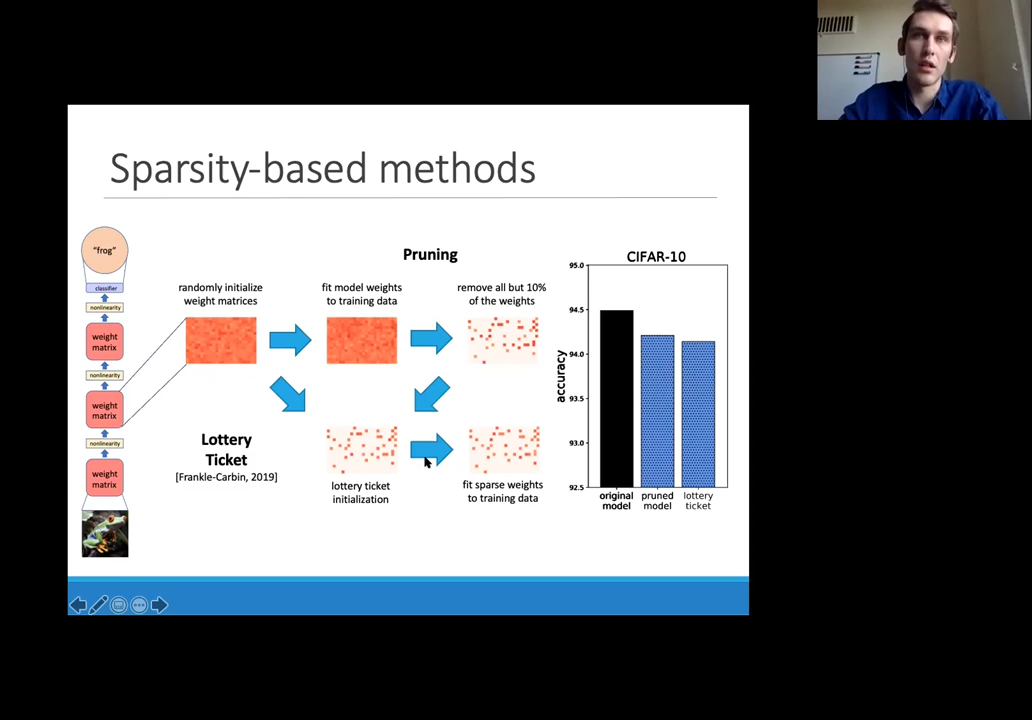 Sparsity-based methods
"frog"
classifier
nonlinearity
weight
matrix
nonlinearity
weight
matrix
nonlinearity
weight
matrix
Pruning
randomly initialize
weight matrices
fit model weights
to training data
remove all but 10%
of the weights
Lottery
Ticket
[Frankle-Carbin, 2019]
lottery ticket
initialization
fit sparse weights
to training data
CIFAR-10
accuracy
95.0
94.5
94.0
93.5
93.0
92.5
original
model
pruned
model
lottery
ticket